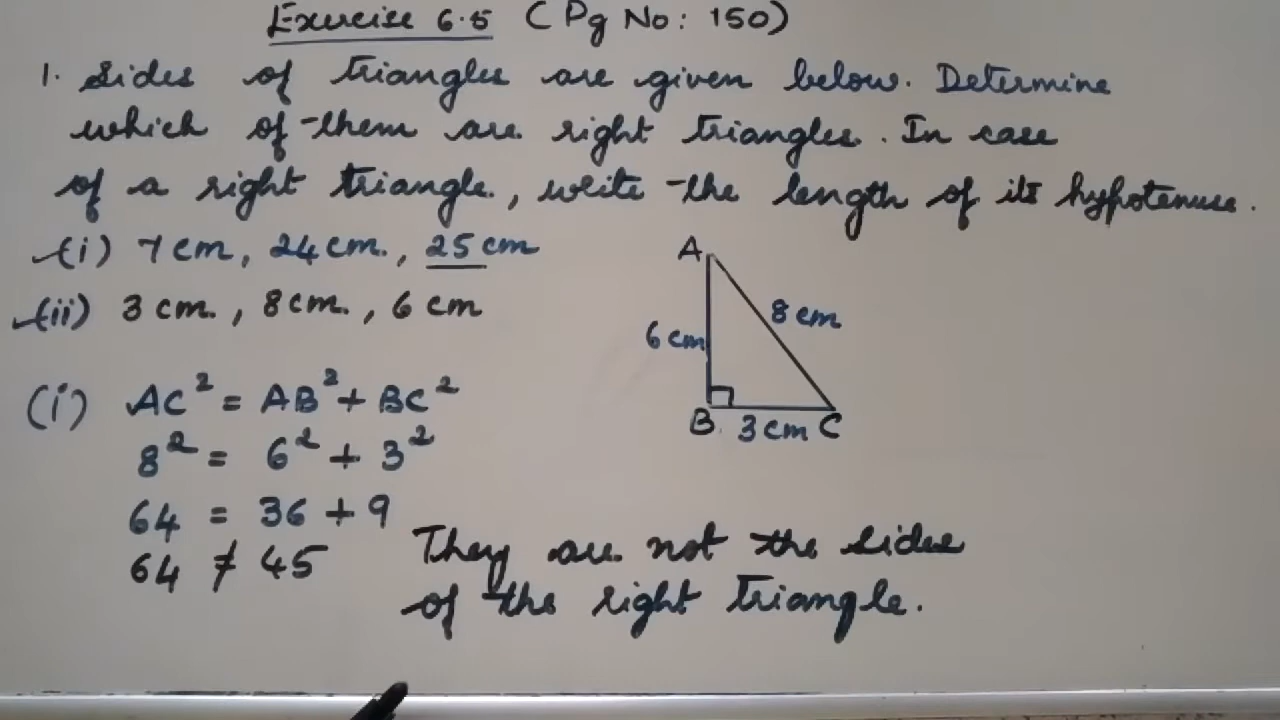 Exercise 6.5 (Pg No: 150)
1. Sides of triangles are given below. Determine
which of them are right triangles. In case
of a right triangle, write the length of its hypotenuse.
(i) 7 cm, 24 cm., 25 cm
(ii) 3 cm., 8 cm., 6 cm
A
6 cm
8 cm
B. 3 cm C
(i) AC² = AB² + BC²
8² = 6² + 3²
64 = 36 + 9
64 ≠ 45
They are not the sides
of the right triangle.